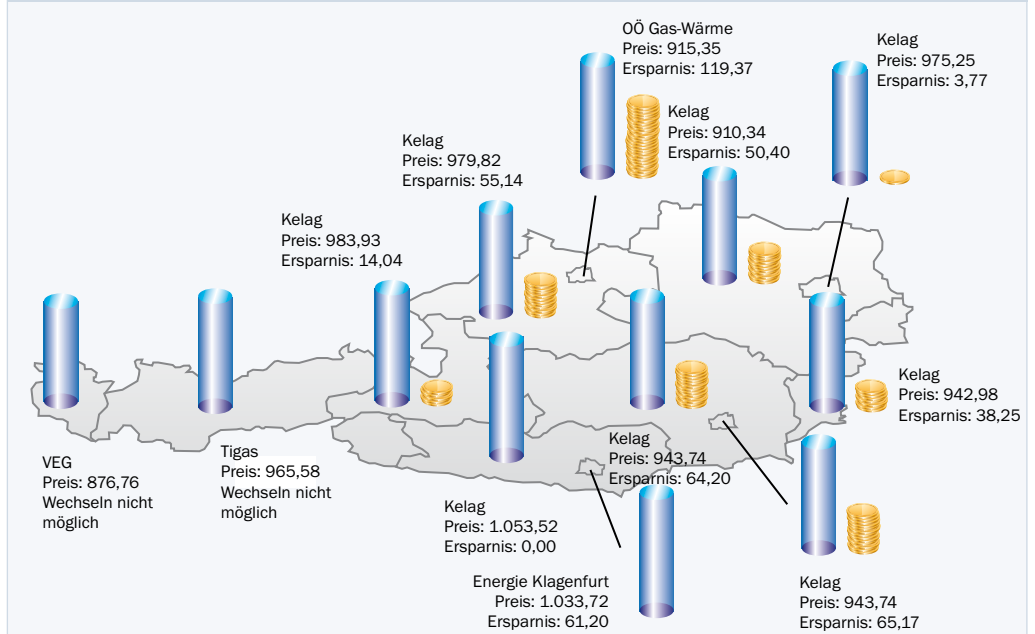 OÖ Gas-Wärme
Preis: 915,35
Ersparnis: 119,37
Kelag
Preis: 975,25
Ersparnis: 3,77
Kelag
Preis: 910,34
Ersparnis: 50,40
Kelag
Preis: 979,82
Ersparnis: 55,14
Kelag
Preis: 983,93
Ersparnis: 14,04
Kelag
Preis: 942,98
Ersparnis: 38,25
VEG
Preis: 876,76
Wechseln nicht
möglich
Tigas
Preis: 965,58
Wechseln nicht
möglich
Kelag
Preis: 943,74
Ersparnis: 64,20
Kelag
Preis: 1.053,52
Ersparnis: 0,00
Energie Klagenfurt
Preis: 1.033,72
Ersparnis: 61,20
Kelag
Preis: 943,74
Ersparnis: 65,17